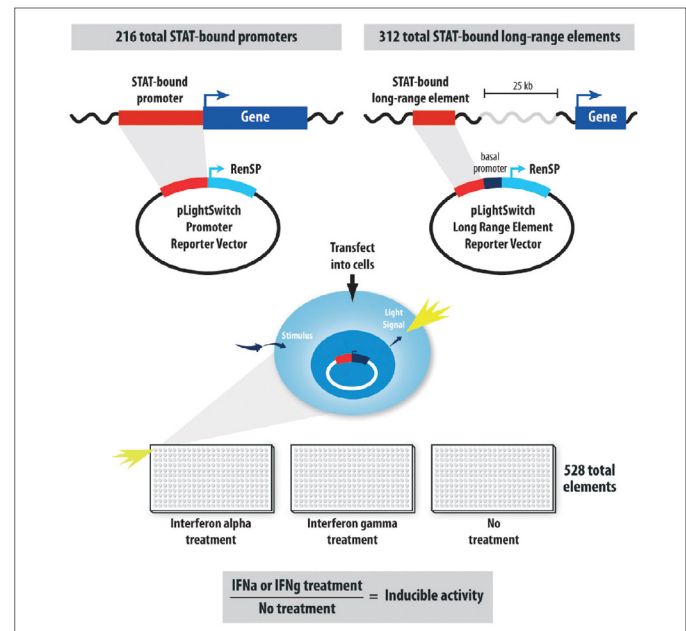 216 total STAT-bound promoters
312 total STAT-bound long-range elements
STAT-bound
promoter
Gene
STAT-bound
long-range element
25 kb
Gene
RenSP
pLightSwitch
Promoter
Reporter Vector
basal
promoter
RenSP
pLightSwitch
Long Range Element
Reporter Vector
Transfect
into cells
Stimulus
Light
Signal
528 total
elements
Interferon alpha
treatment
Interferon gamma
treatment
No
treatment
IFNa or IFNg treatment
No treatment
= Inducible activity